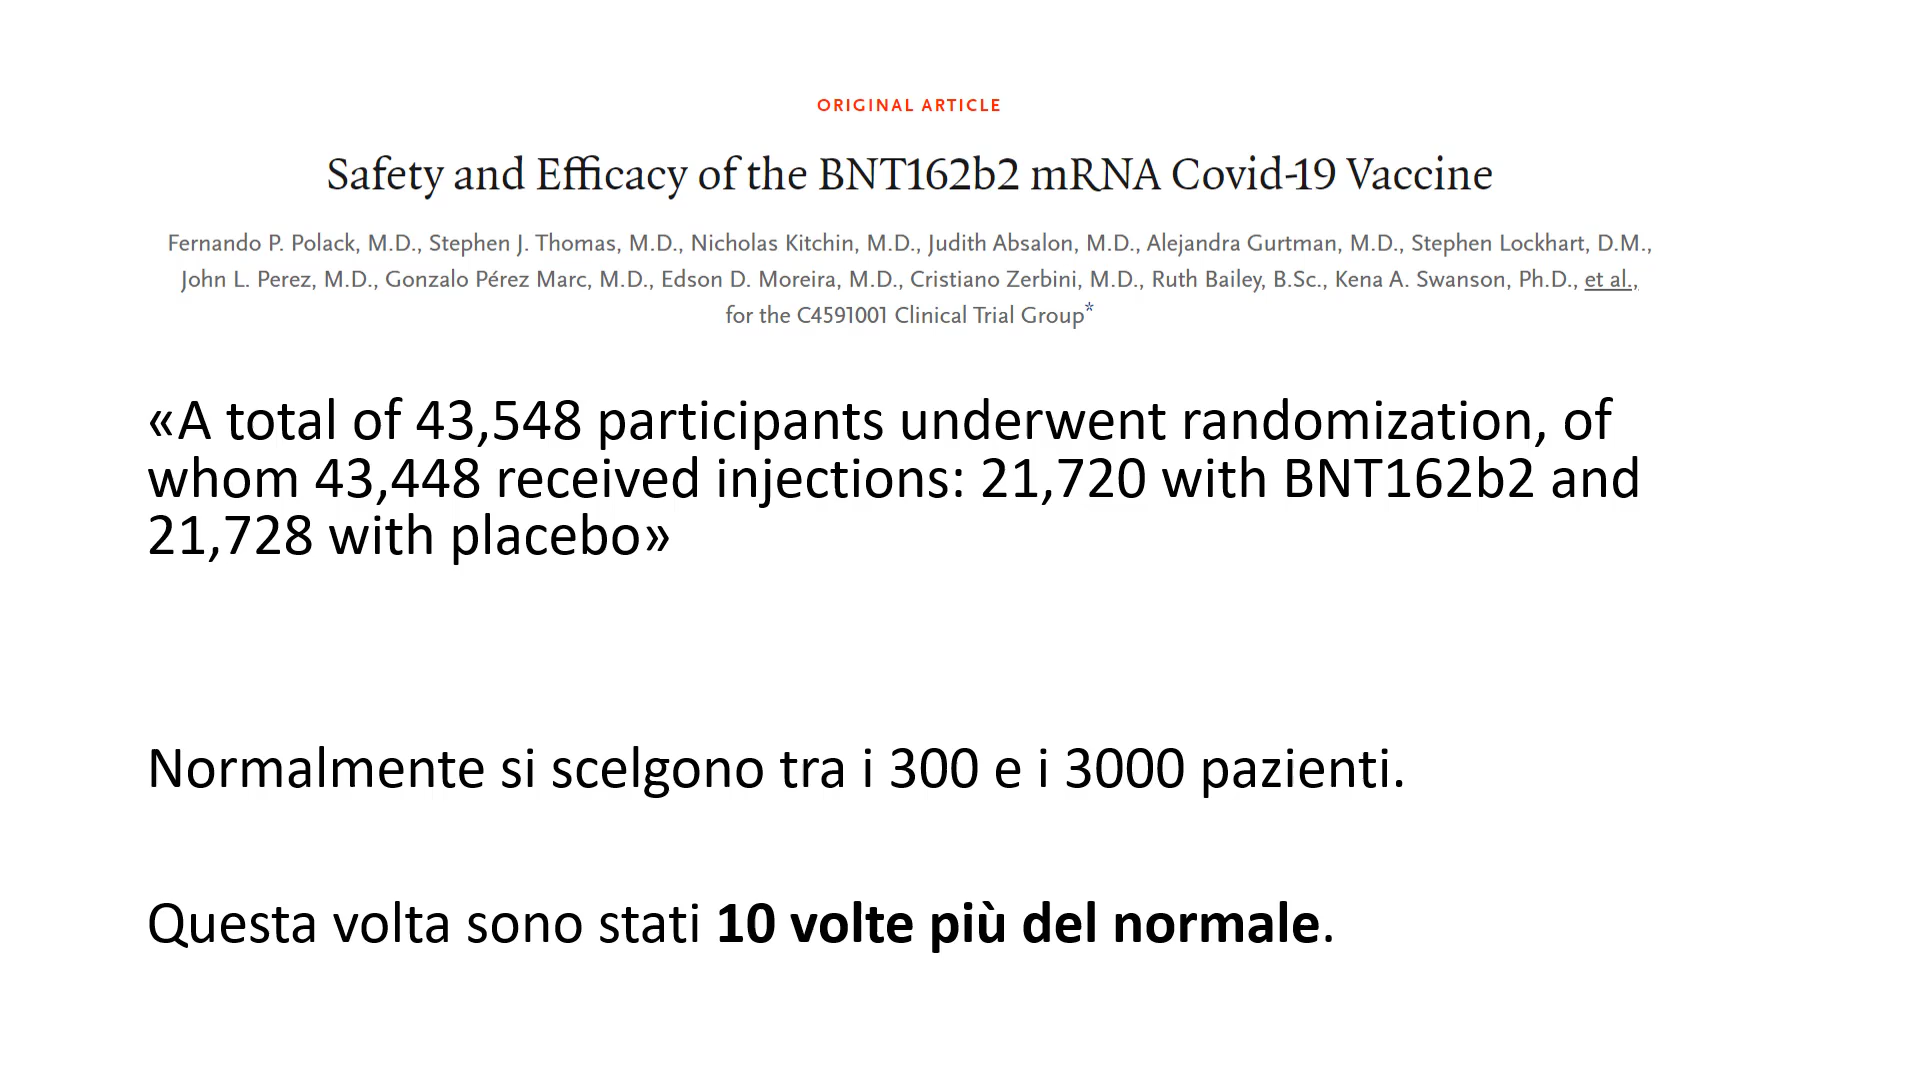 ORIGINAL ARTICLE
Safety and Efficacy of the BNT162b2 mRNA Covid-19 Vaccine
Fernando P. Polack, M.D., Stephen J. Thomas, M.D., Nicholas Kitchin, M.D., Judith Absalon, M.D., Alejandra Gurtman, M.D., Stephen Lockhart, D.M.,
John L. Perez, M.D., Gonzalo Pérez Marc, M.D., Edson D. Moreira, M.D., Cristiano Zerbini, M.D., Ruth Bailey, B.Sc., Kena A. Swanson, Ph.D., et al.,
for the C4591001 Clinical Trial Group*
«A total of 43,548 participants underwent randomization, of
whom 43,448 received injections: 21,720 with BNT162b2 and
21,728 with placebo»
Normalmente si scelgono tra i 300 e i 3000 pazienti.
Questa volta sono stati 10 volte più del normale.